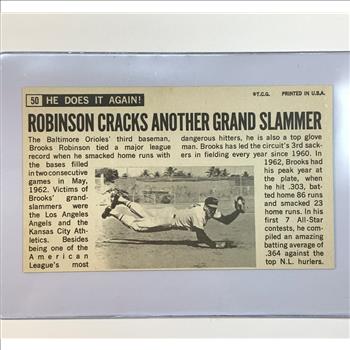 50 HE DOES IT AGAIN! ©T.C.G. PRINTED IN U.S.A.
ROBINSON CRACKS ANOTHER GRAND SLAMMER
The Baltimore Orioles' third baseman,
Brooks Robinson tied a major league
record when he smacked home runs with
the bases filled
in two consecutive
games in May,
1962. Victims of
Brooks' grand-
slammers were
the Los Angeles
Angels and the
Kansas City Ath-
letics. Besides
being one of the
American
League's most
dangerous hitters, he is also a top glove
man. Brooks has led the circuit's 3rd sack-
ers in fielding every year since 1960. In
1962, Brooks had
his peak year at
the plate, when
he hit .303, bat-
ted home 86 runs
and smacked 23
home runs. In his
first 7 All-Star
contests, he com-
piled an amazing
batting average of
.364 against the
top N.L. hurlers.